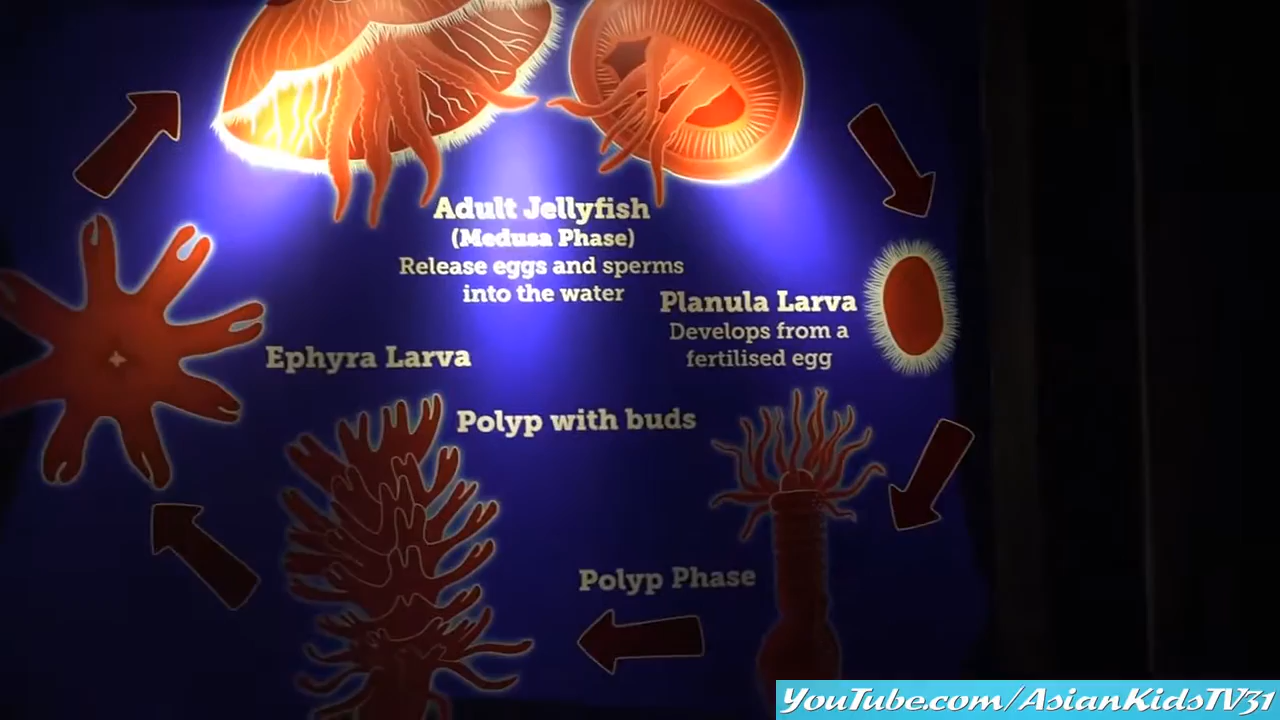 Adult Jellyfish
(Medusa Phase)
Release eggs and sperms
into the water
Planula Larva
Develops from a
fertilised egg
Ephyra Larva
Polyp with buds
Polyp Phase
YouTube.com/AsianKidsTV31